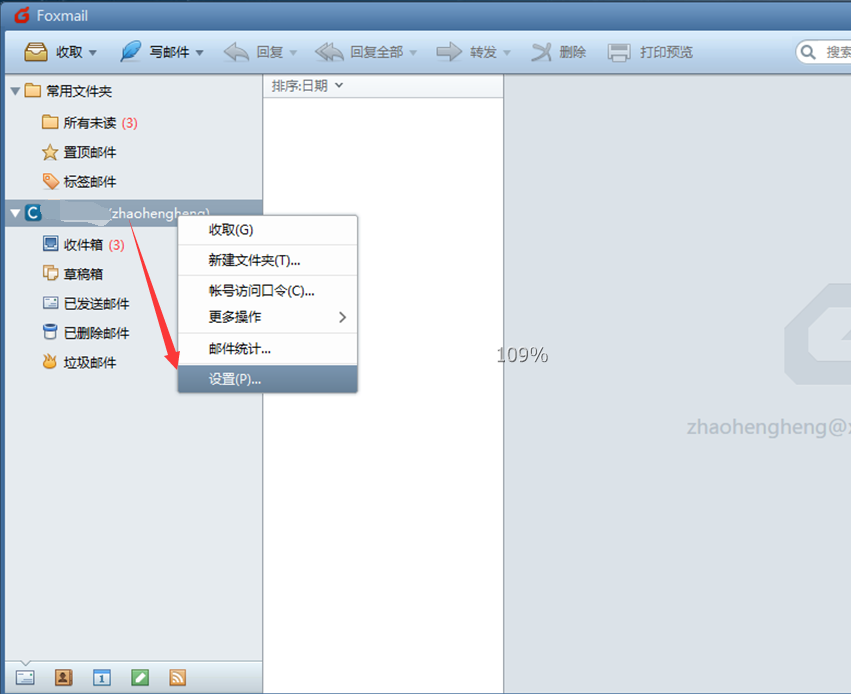 Foxmail
收取 写邮件 回复 回复全部 转发 删除 打印预览 搜索
常用文件夹 排序:日期
所有未读 (3)
置顶邮件
标签邮件
(zhaohengheng)
收取(G)
收件箱 (3)
新建文件夹(T)...
草稿箱
帐号访问口令(C)...
已发送邮件
更多操作
已删除邮件
邮件统计...
109%
垃圾邮件
设置(P)...
zhaohengheng@
1